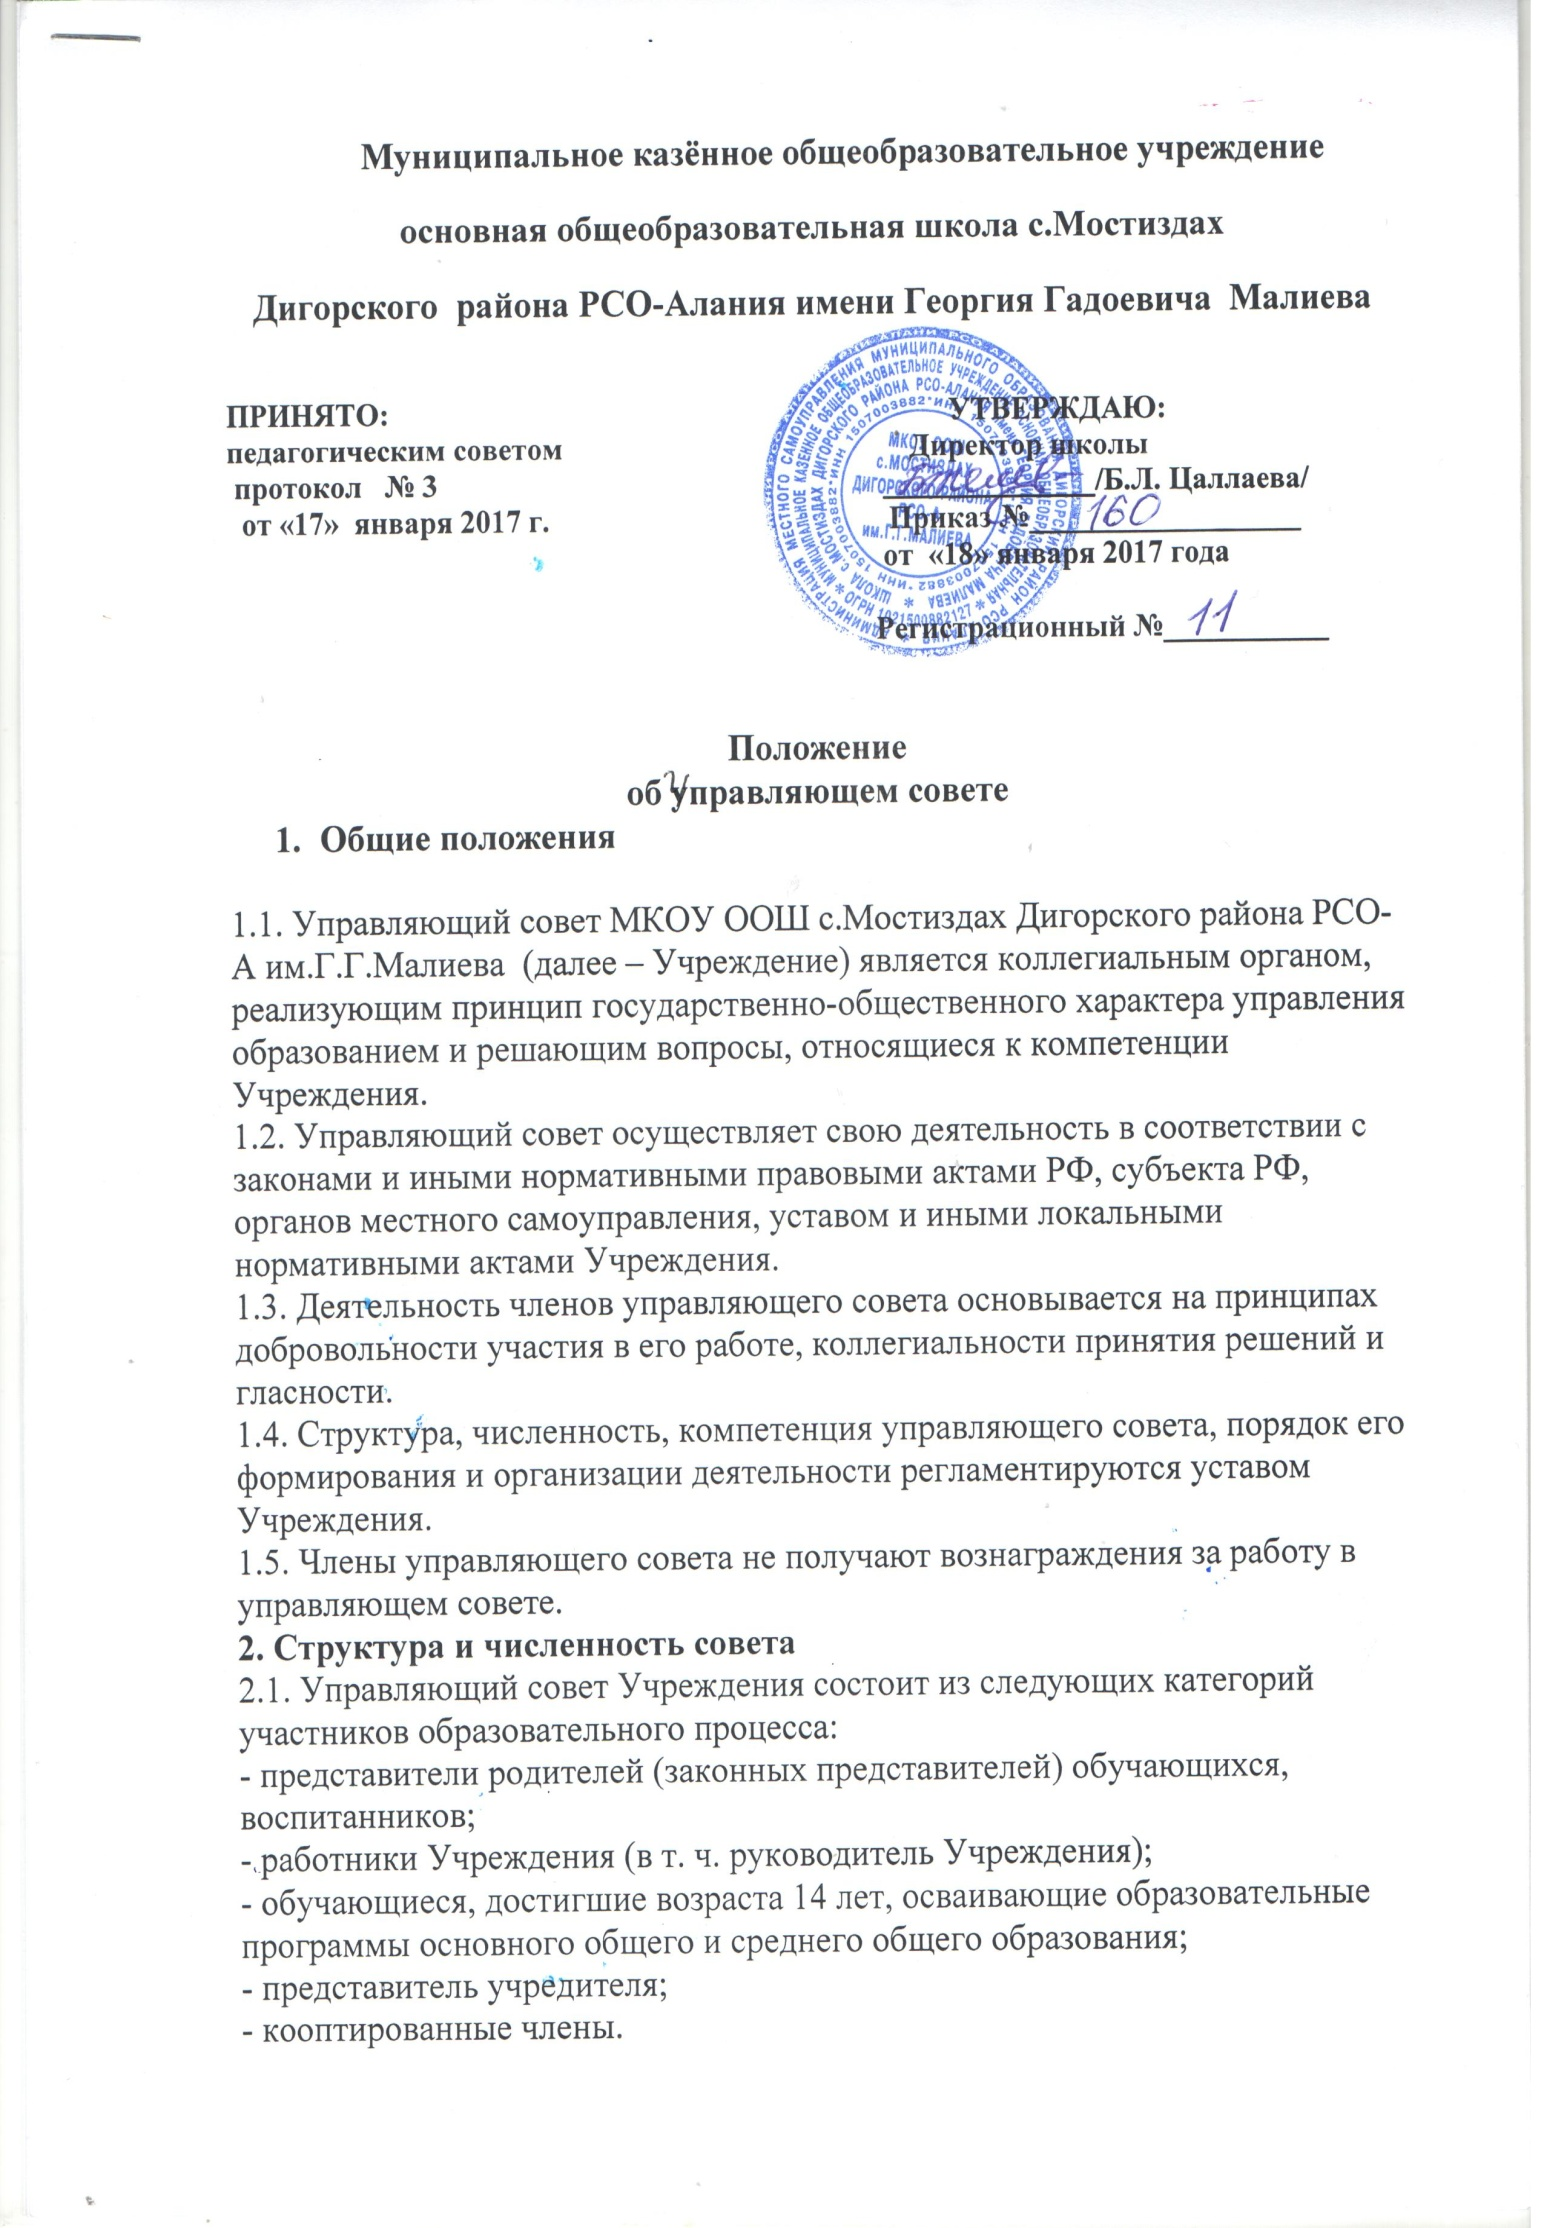 Муниципальное казённое общеобразовательное учреждение
основная общеобразовательная школа с.Мостиздах
Дигорского района РСО-Алания имени Георгия Гадоевича Малиева
ПРИНЯТО:
педагогическим советом
протокол № 3
от «17» января 2017 г.
УТВЕРЖДАЮ:
Директор школы
/Б.Л. Цаллаева/
Приказ № 160
от «18» января 2017 года
Регистрационный № 11
МКОУ ООШ
с.МОСТИЗДАХ
ДИГОРСКОГО РАЙОНА
РСО-А
им.Г.Г.МАЛИЕВА
Положение
об Управляющем совете
1. Общие положения
1.1. Управляющий совет МКОУ ООШ с.Мостиздах Дигорского района РСО-
А им.Г.Г.Малиева (далее – Учреждение) является коллегиальным органом,
реализующим принцип государственно-общественного характера управления
образованием и решающим вопросы, относящиеся к компетенции
Учреждения.
1.2. Управляющий совет осуществляет свою деятельность в соответствии с
законами и иными нормативными правовыми актами РФ, субъекта РФ,
органов местного самоуправления, уставом и иными локальными
нормативными актами Учреждения.
1.3. Деятельность членов управляющего совета основывается на принципах
добровольности участия в его работе, коллегиальности принятия решений и
гласности.
1.4. Структура, численность, компетенция управляющего совета, порядок его
формирования и организации деятельности регламентируются уставом
Учреждения.
1.5. Члены управляющего совета не получают вознаграждения за работу в
управляющем совете.
2. Структура и численность совета
2.1. Управляющий совет Учреждения состоит из следующих категорий
участников образовательного процесса:
- представители родителей (законных представителей) обучающихся,
воспитанников;
- работники Учреждения (в т. ч. руководитель Учреждения);
- обучающиеся, достигшие возраста 14 лет, осваивающие образовательные
программы основного общего и среднего общего образования;
- представитель учредителя;
- кооптированные члены.